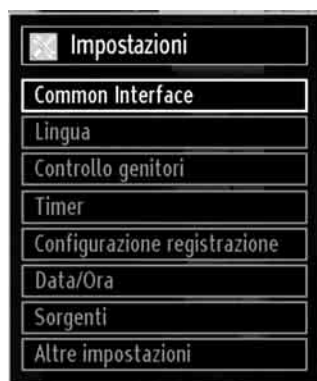 Impostazioni
Common Interface
Lingua
Controllo genitori
Timer
Configurazione registrazione
Data/Ora
Sorgenti
Altre impostazioni